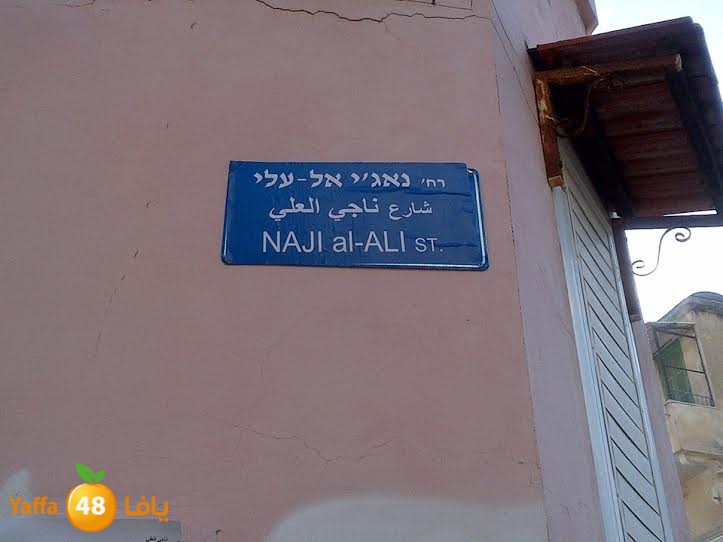 רח' נאג'י אל-עלי
شارع ناجي العلي
NAJI al-ALI ST.
Yaffa 48 يافا